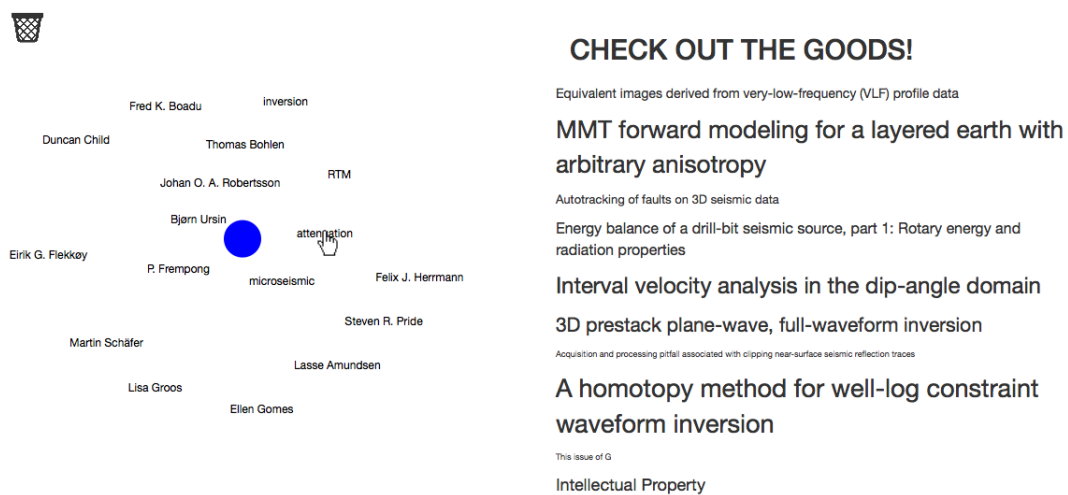 Fred K. Boadu
inversion
Duncan Child
Thomas Bohlen
RTM
Johan O. A. Robertsson
Bjørn Ursin
attenuation
Eirik G. Flekkøy
P. Frempong
microseismic
Felix J. Herrmann
Steven R. Pride
Martin Schäfer
Lasse Amundsen
Lisa Groos
Ellen Gomes
CHECK OUT THE GOODS!
Equivalent images derived from very-low-frequency (VLF) profile data
MMT forward modeling for a layered earth with
arbitrary anisotropy
Autotracking of faults on 3D seismic data
Energy balance of a drill-bit seismic source, part 1: Rotary energy and
radiation properties
Interval velocity analysis in the dip-angle domain
3D prestack plane-wave, full-waveform inversion
Acquisition and processing pitfall associated with clipping near-surface seismic reflection traces
A homotopy method for well-log constraint
waveform inversion
This issue of G
Intellectual Property